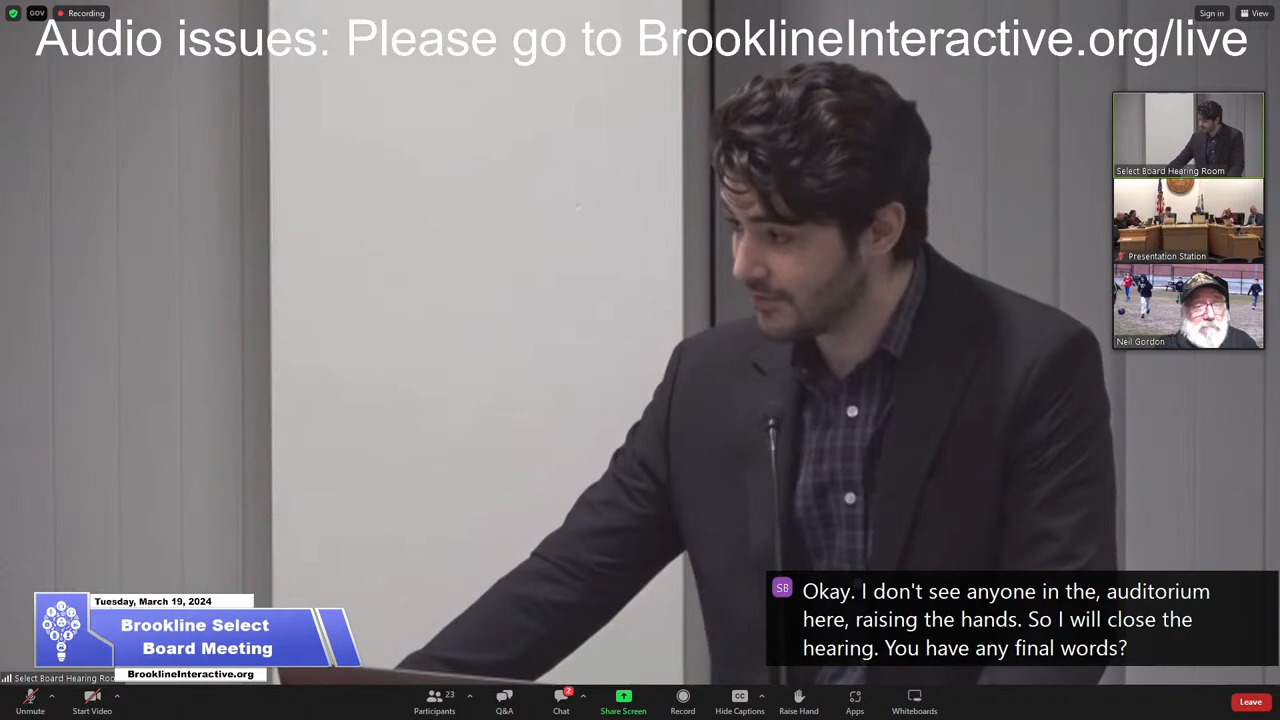 GOV
Recording
Sign in
View
Audio issues: Please go to BrooklineInteractive.org/live
Select Board Hearing Room
Presentation Station
Neil Gordon
SB
Okay. I don't see anyone in the, auditorium
here, raising the hands. So I will close the
hearing. You have any final words?
Tuesday, March 19, 2024
Brookline Select
Board Meeting
BrooklineInteractive.org
Select Board Hearing Roo
Unmute
Start Video
23
Participants
Q&A
2
Chat
Share Screen
Record
CC
Hide Captions
Raise Hand
Apps
Whiteboards
Leave